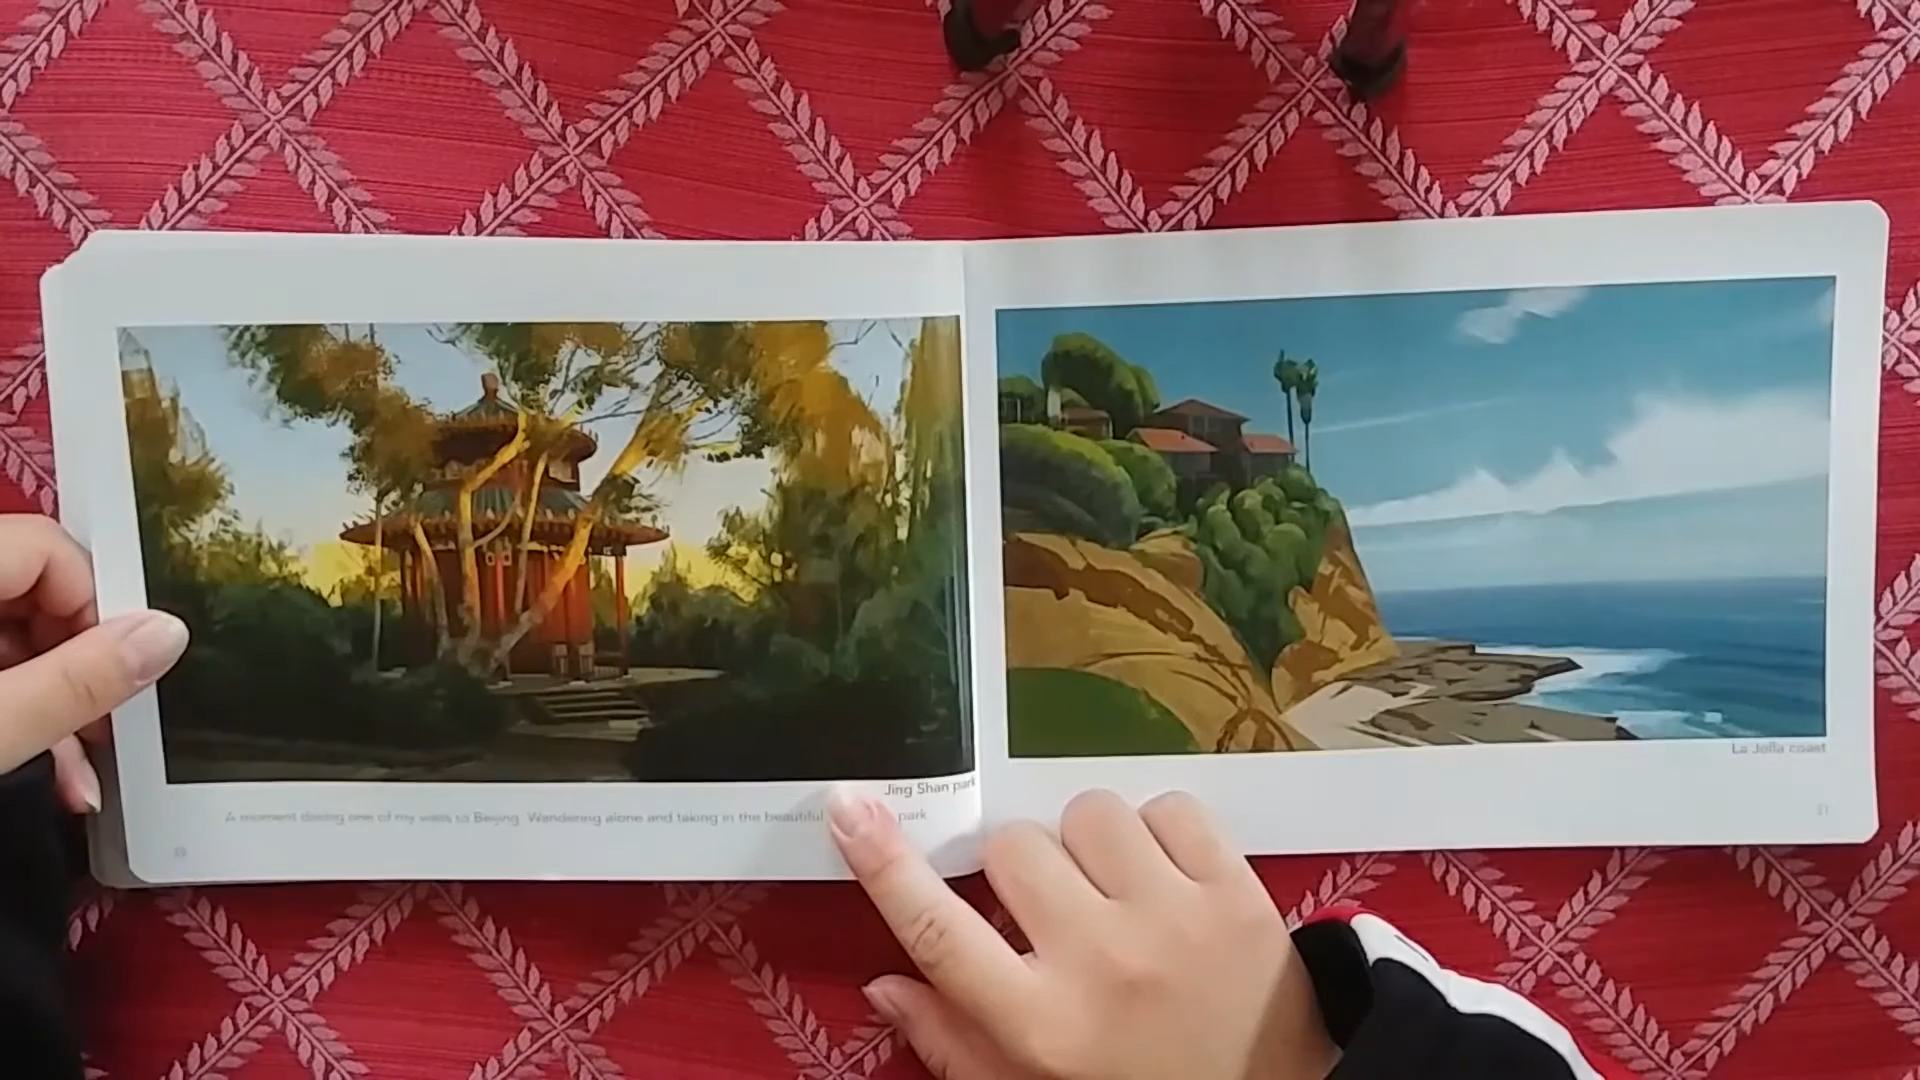 Jing Shan park
A moment during one of my visits to Beijing. Wandering alone and taking in the beautiful park
La Jolla coast